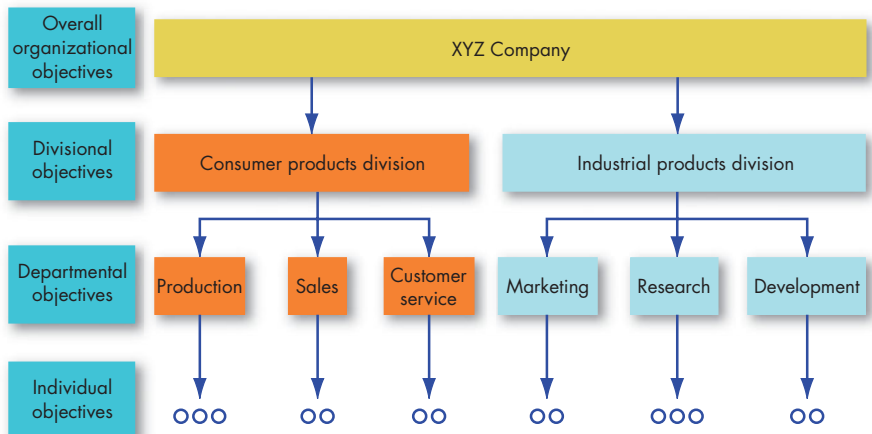 Overall
organizational
objectives
XYZ Company
Divisional
objectives
Consumer products division
Industrial products division
Departmental
objectives
Production
Sales
Customer
service
Marketing
Research
Development
Individual
objectives